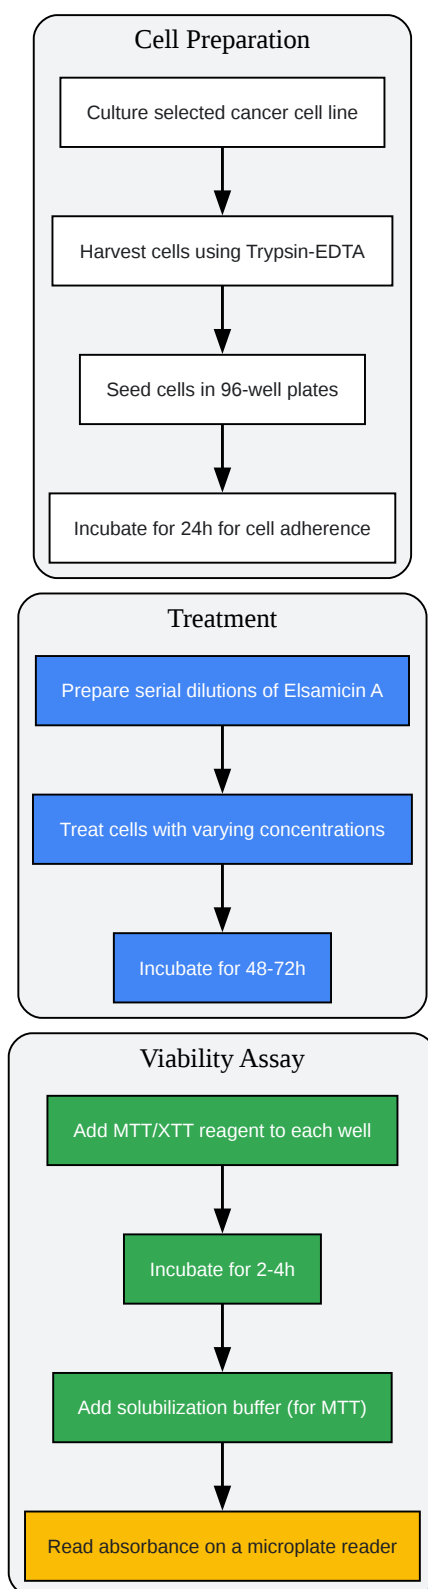 Cell Preparation
Culture selected cancer cell line
Harvest cells using Trypsin-EDTA
Seed cells in 96-well plates
Incubate for 24h for cell adherence
Treatment
Prepare serial dilutions of Elsamicin A
Treat cells with varying concentrations
Incubate for 48-72h
Viability Assay
Add MTT/XTT reagent to each well
Incubate for 2-4h
Add solubilization buffer (for MTT)
Read absorbance on a microplate reader